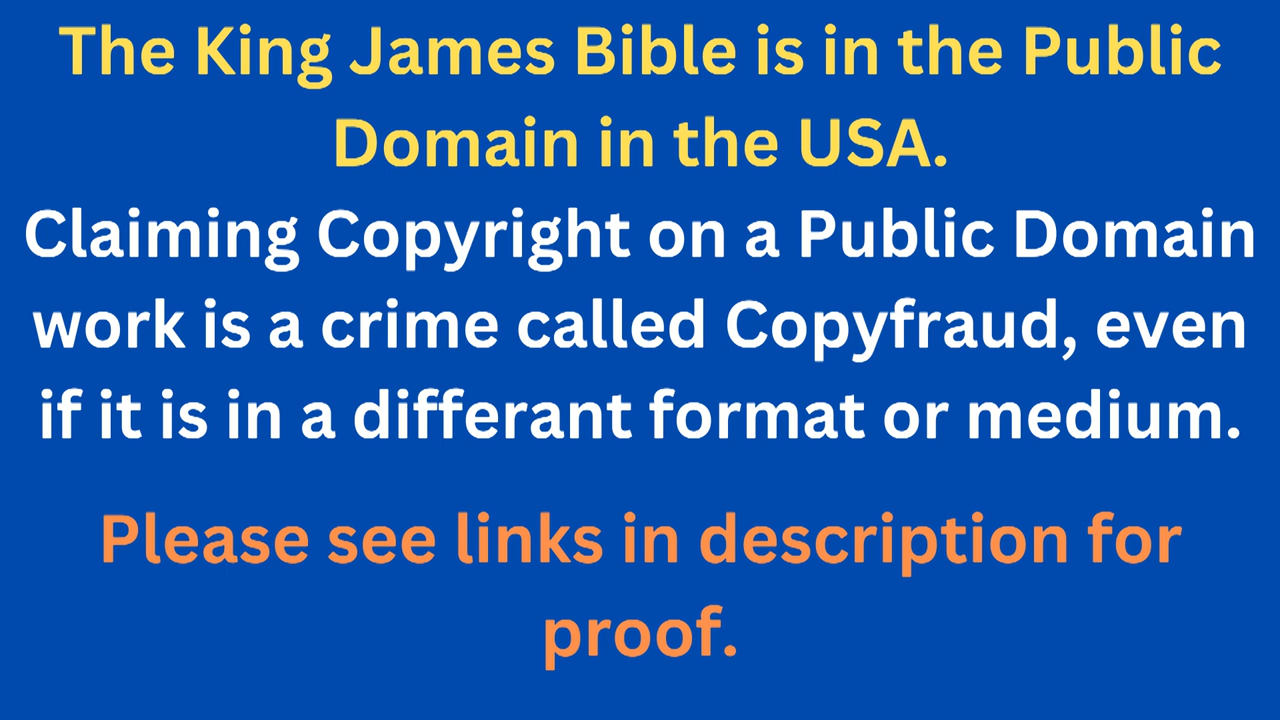 The King James Bible is in the Public
Domain in the USA.
Claiming Copyright on a Public Domain
work is a crime called Copyfraud, even
if it is in a differant format or medium.
Please see links in description for
proof.